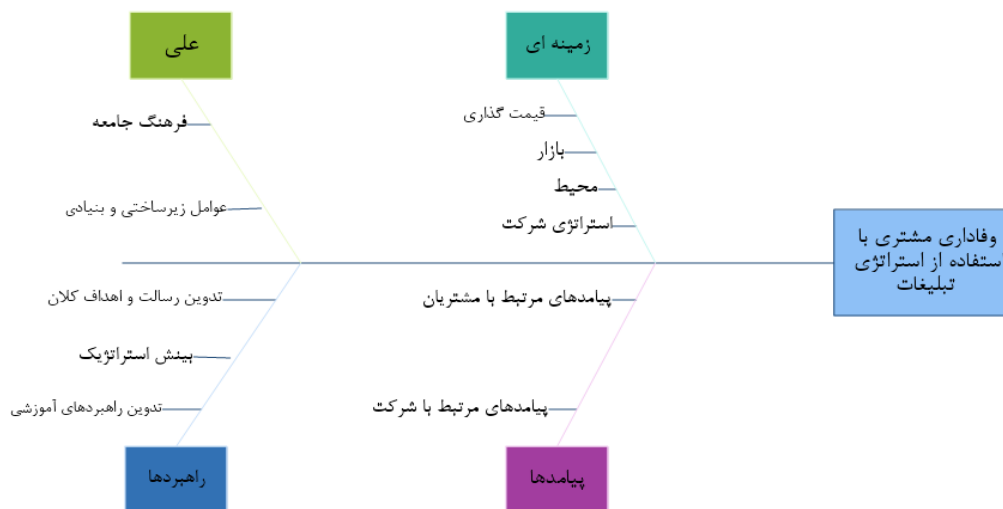 زمینه ای
علی
قیمت گذاری
بازار
محیط
استراتژی شرکت
فرهنگ جامعه
عوامل زیرساختی و بنیادی
وفاداری مشتری با
استفاده از استراتژی
تبلیغات
پیامدهای مرتبط با مشتریان
پیامدهای مرتبط با شرکت
تدوین رسالت و اهداف کلان
بینش استراتژیک
تدوین راهبردهای آموزشی
پیامدها
راهبردها